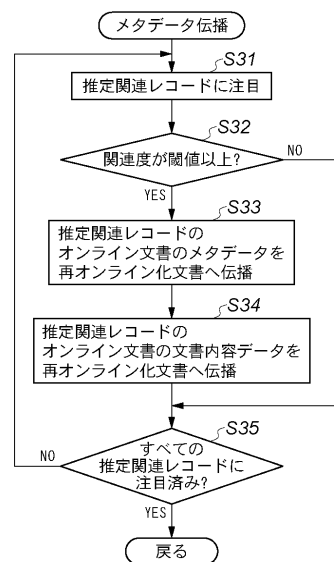 メタデータ伝播
S31
推定関連レコードに注目
S32
関連度が閾値以上?
NO
YES
S33
推定関連レコードの
オンライン文書のメタデータを
再オンライン化文書へ伝播
S34
推定関連レコードの
オンライン文書の文書内容データを
再オンライン化文書へ伝播
S35
すべての
推定関連レコードに
注目済み?
NO
YES
戻る